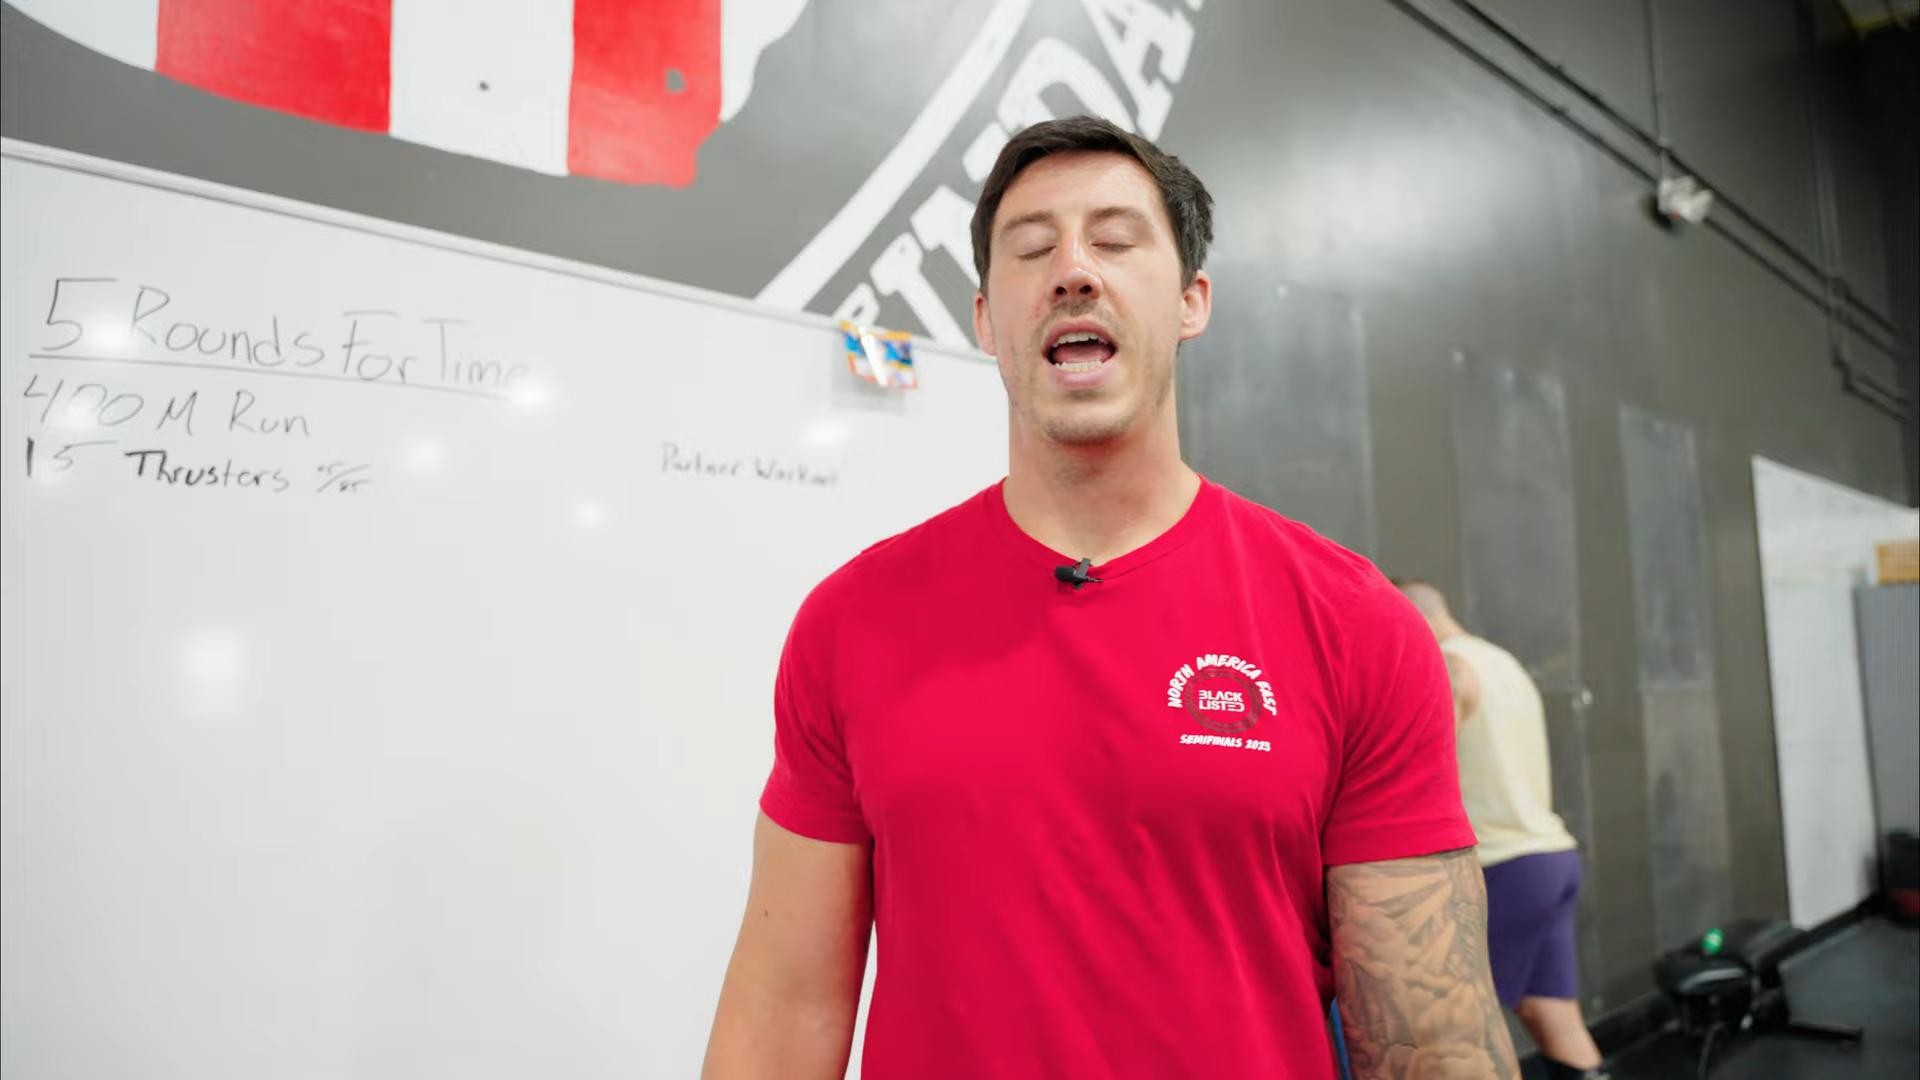 5 Rounds For Time
400 M Run
15 Thrusters
Partner Workout
NORTH AMERICA EAST
BLACK
LISTED
SEMIFINALS 2023